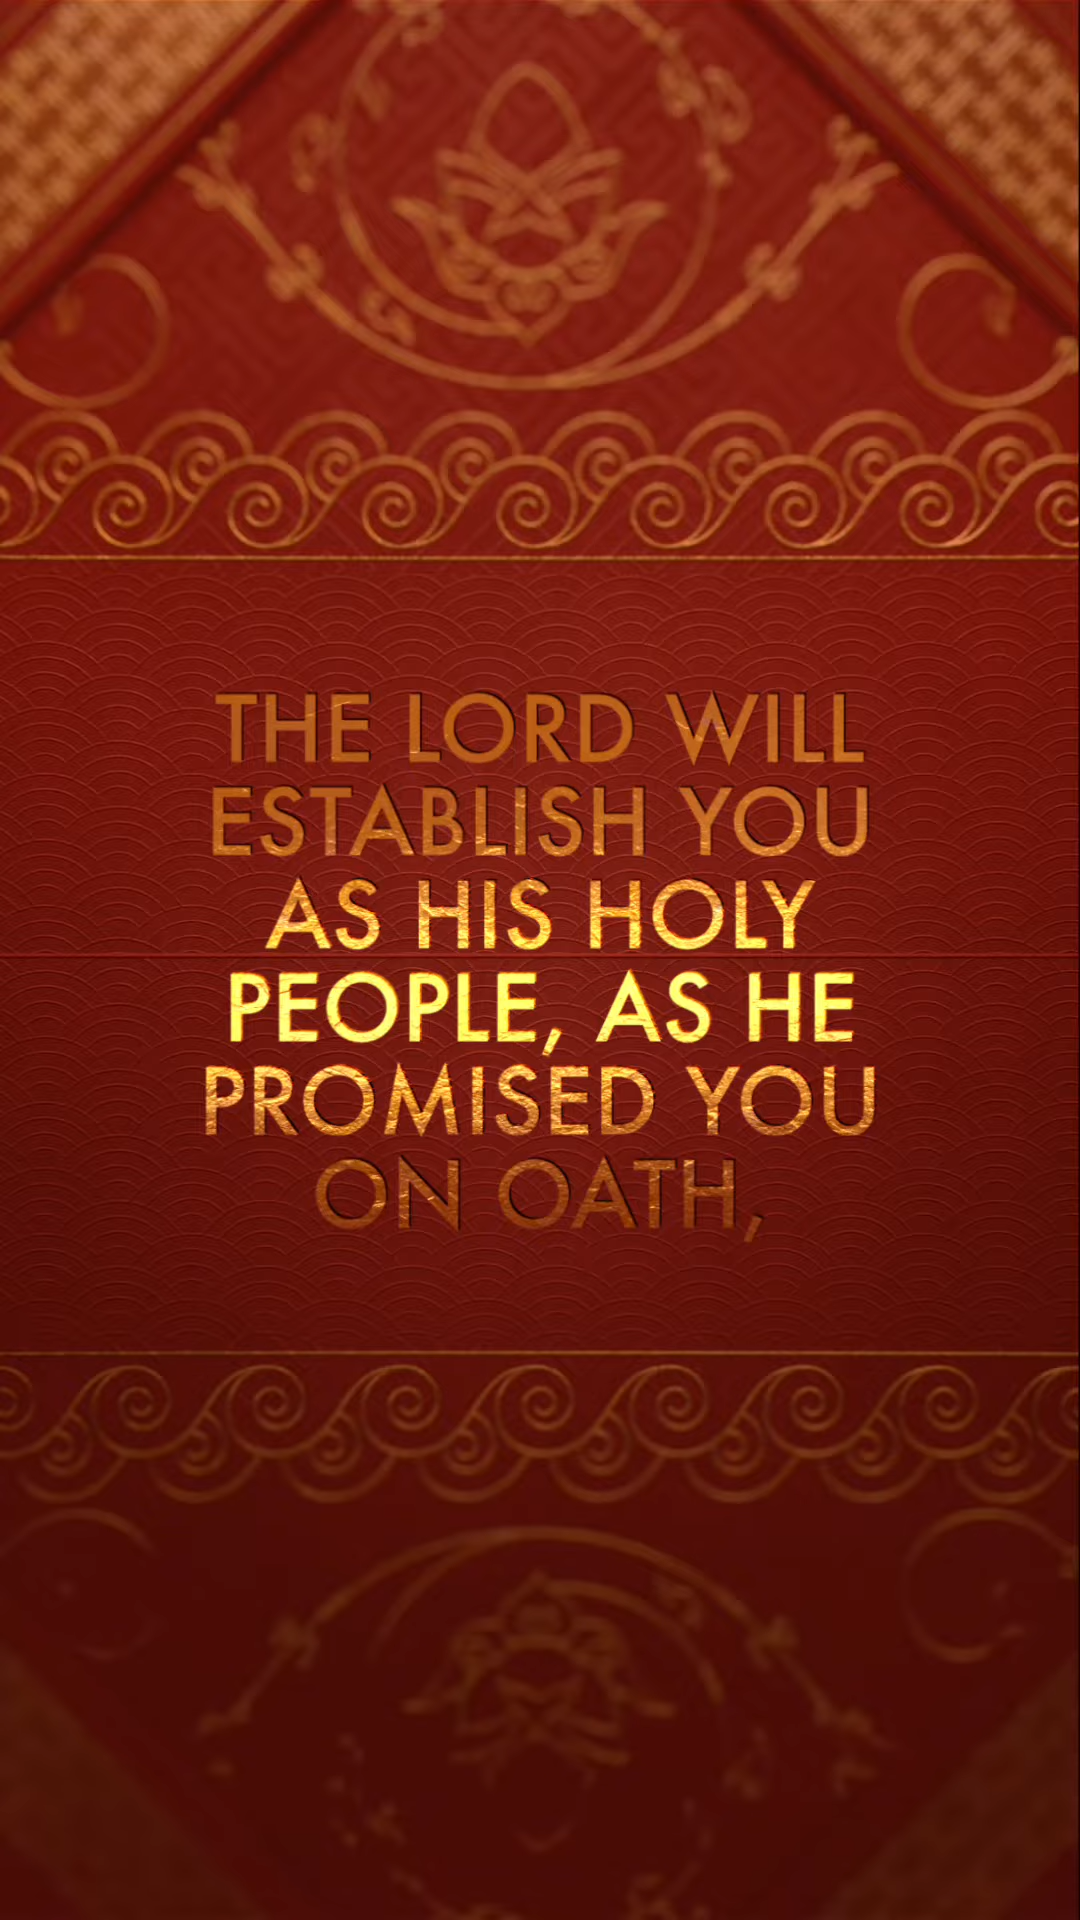 THE LORD WILL
ESTABLISH YOU
AS HIS HOLY
PEOPLE, AS HE
PROMISED YOU
ON OATH,